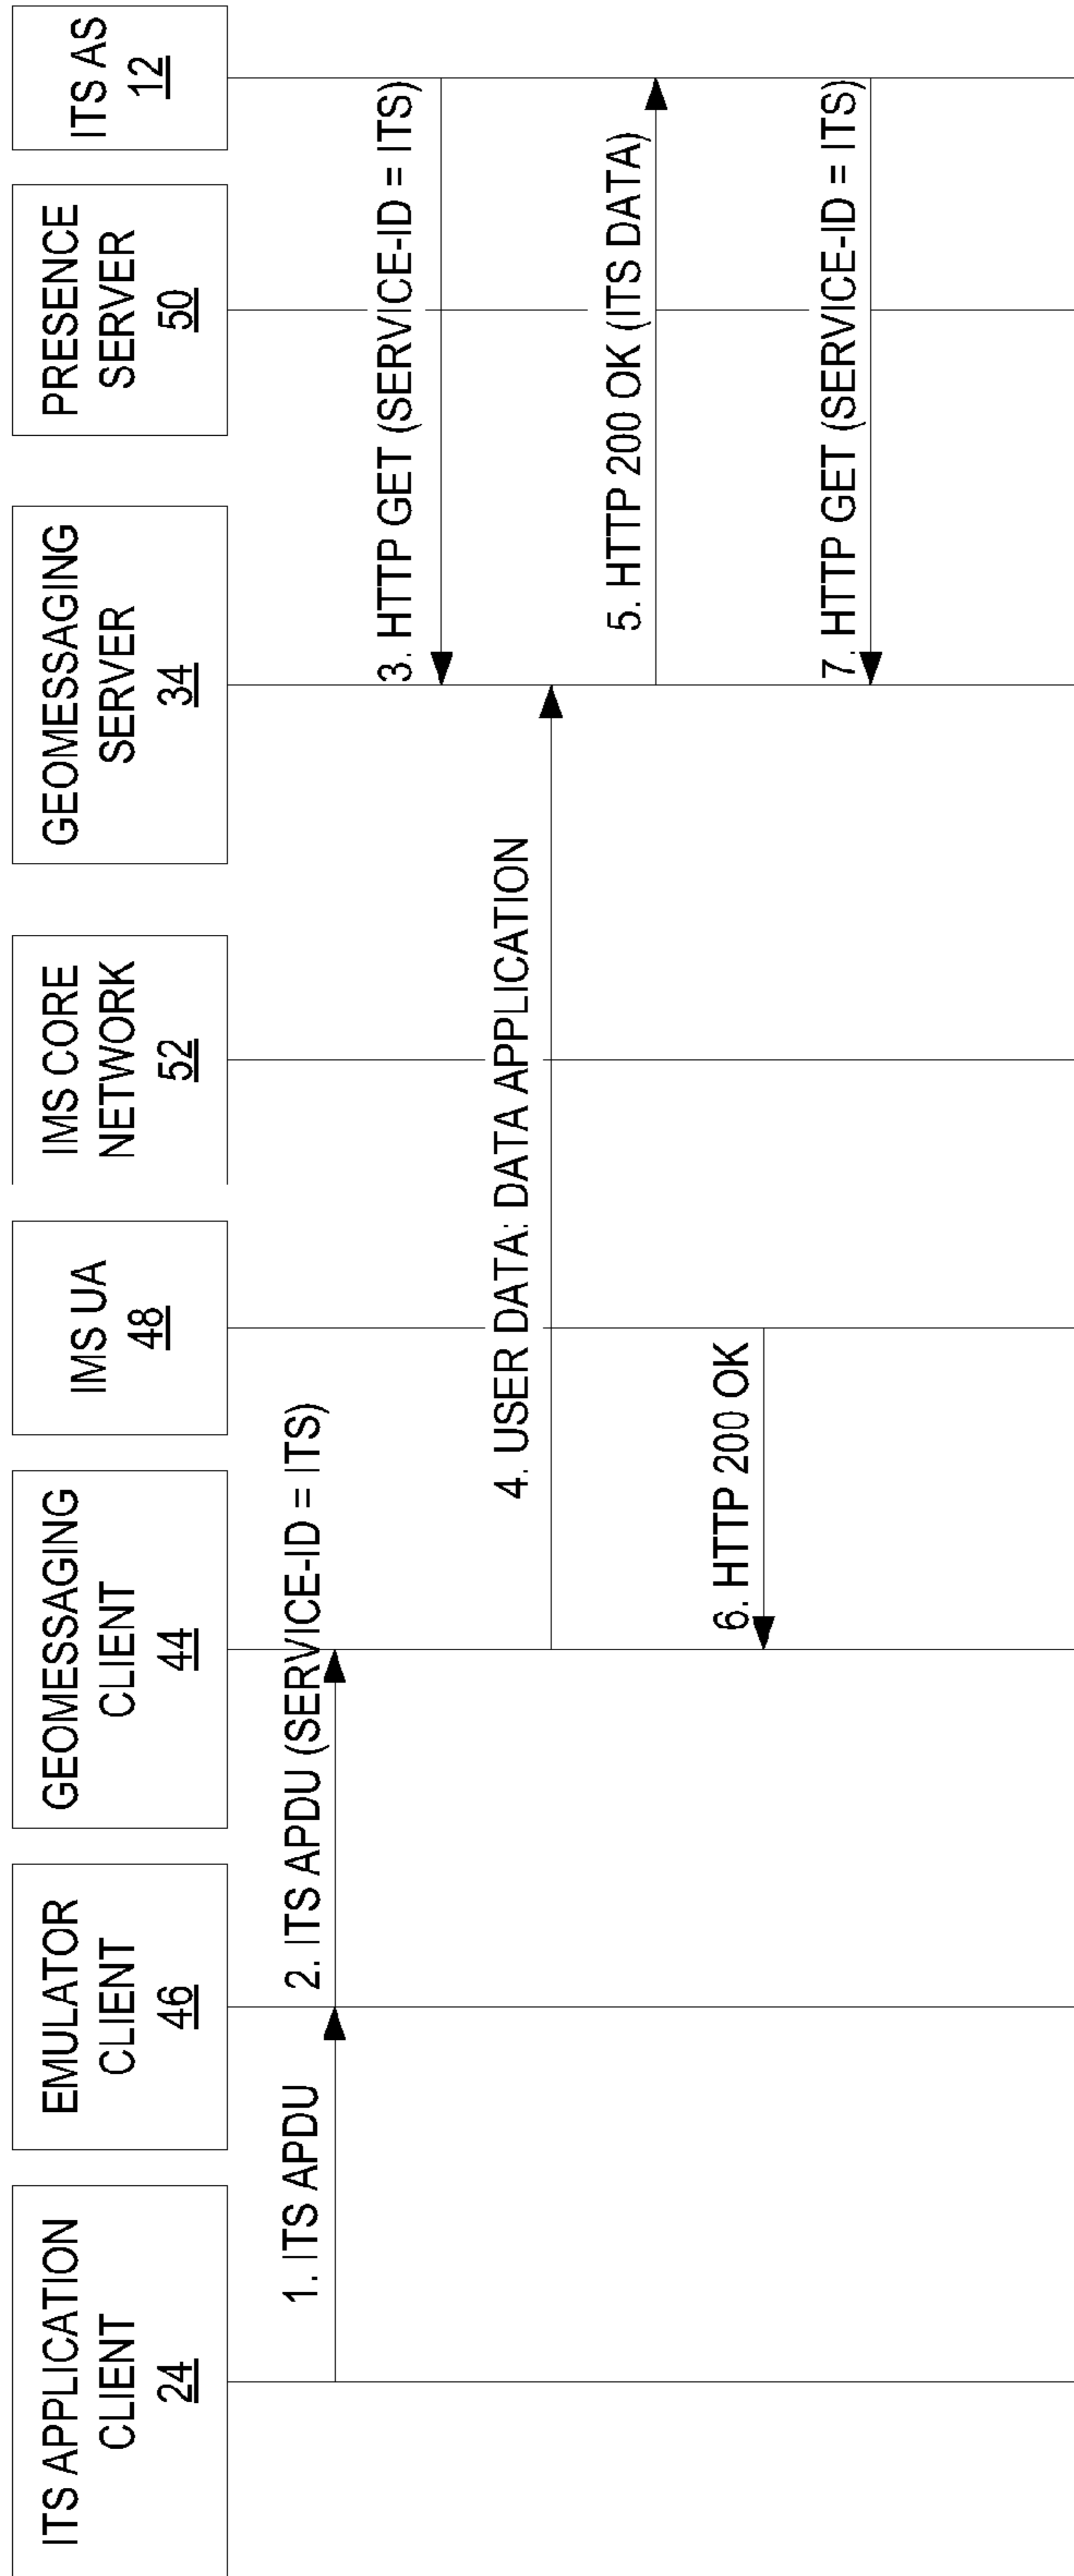 ITS APPLICATION
CLIENT
24
EMULATOR
CLIENT
46
GEOMESSAGING
CLIENT
44
IMS UA
48
IMS CORE
NETWORK
52
GEOMESSAGING
SERVER
34
PRESENCE
SERVER
50
ITS AS
12
1. ITS APDU
2. ITS APDU (SERVICE-ID = ITS)
3. HTTP GET (SERVICE-ID = ITS)
4. USER DATA: DATA APPLICATION
5. HTTP 200 OK (ITS DATA)
6. HTTP 200 OK
7. HTTP GET (SERVICE-ID = ITS)